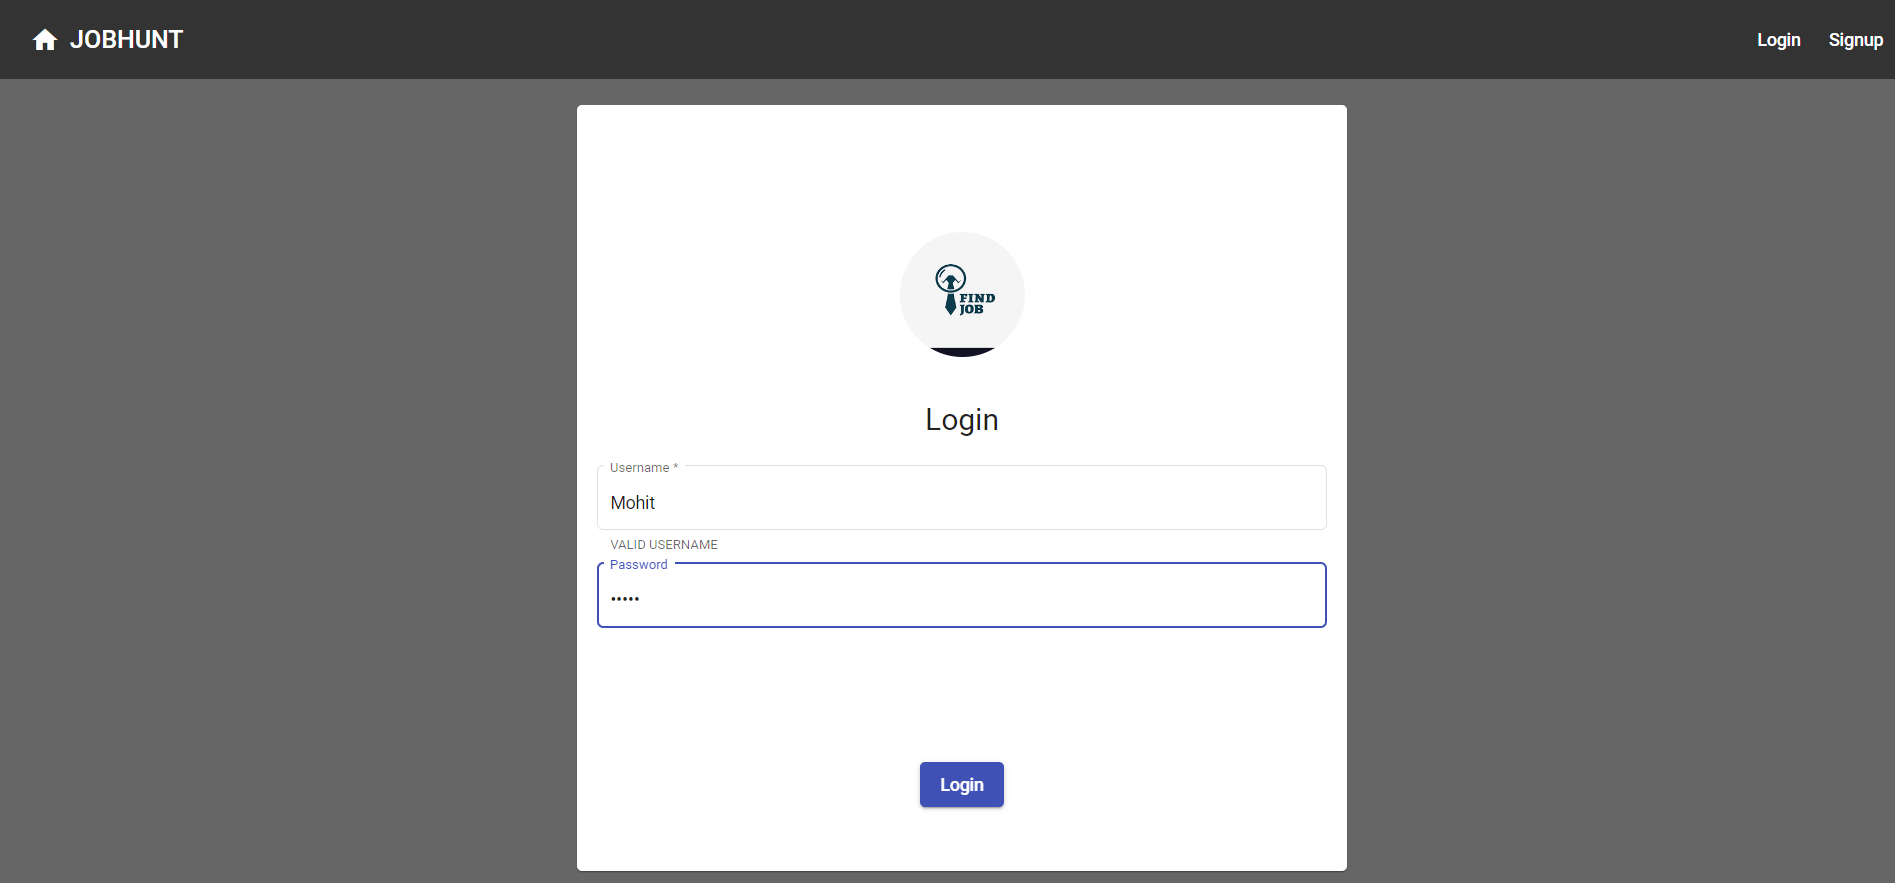 JOBHUNT
Login Signup
FIND
JOB
Login
Username *
Mohit
VALID USERNAME
Password
•••••
Login